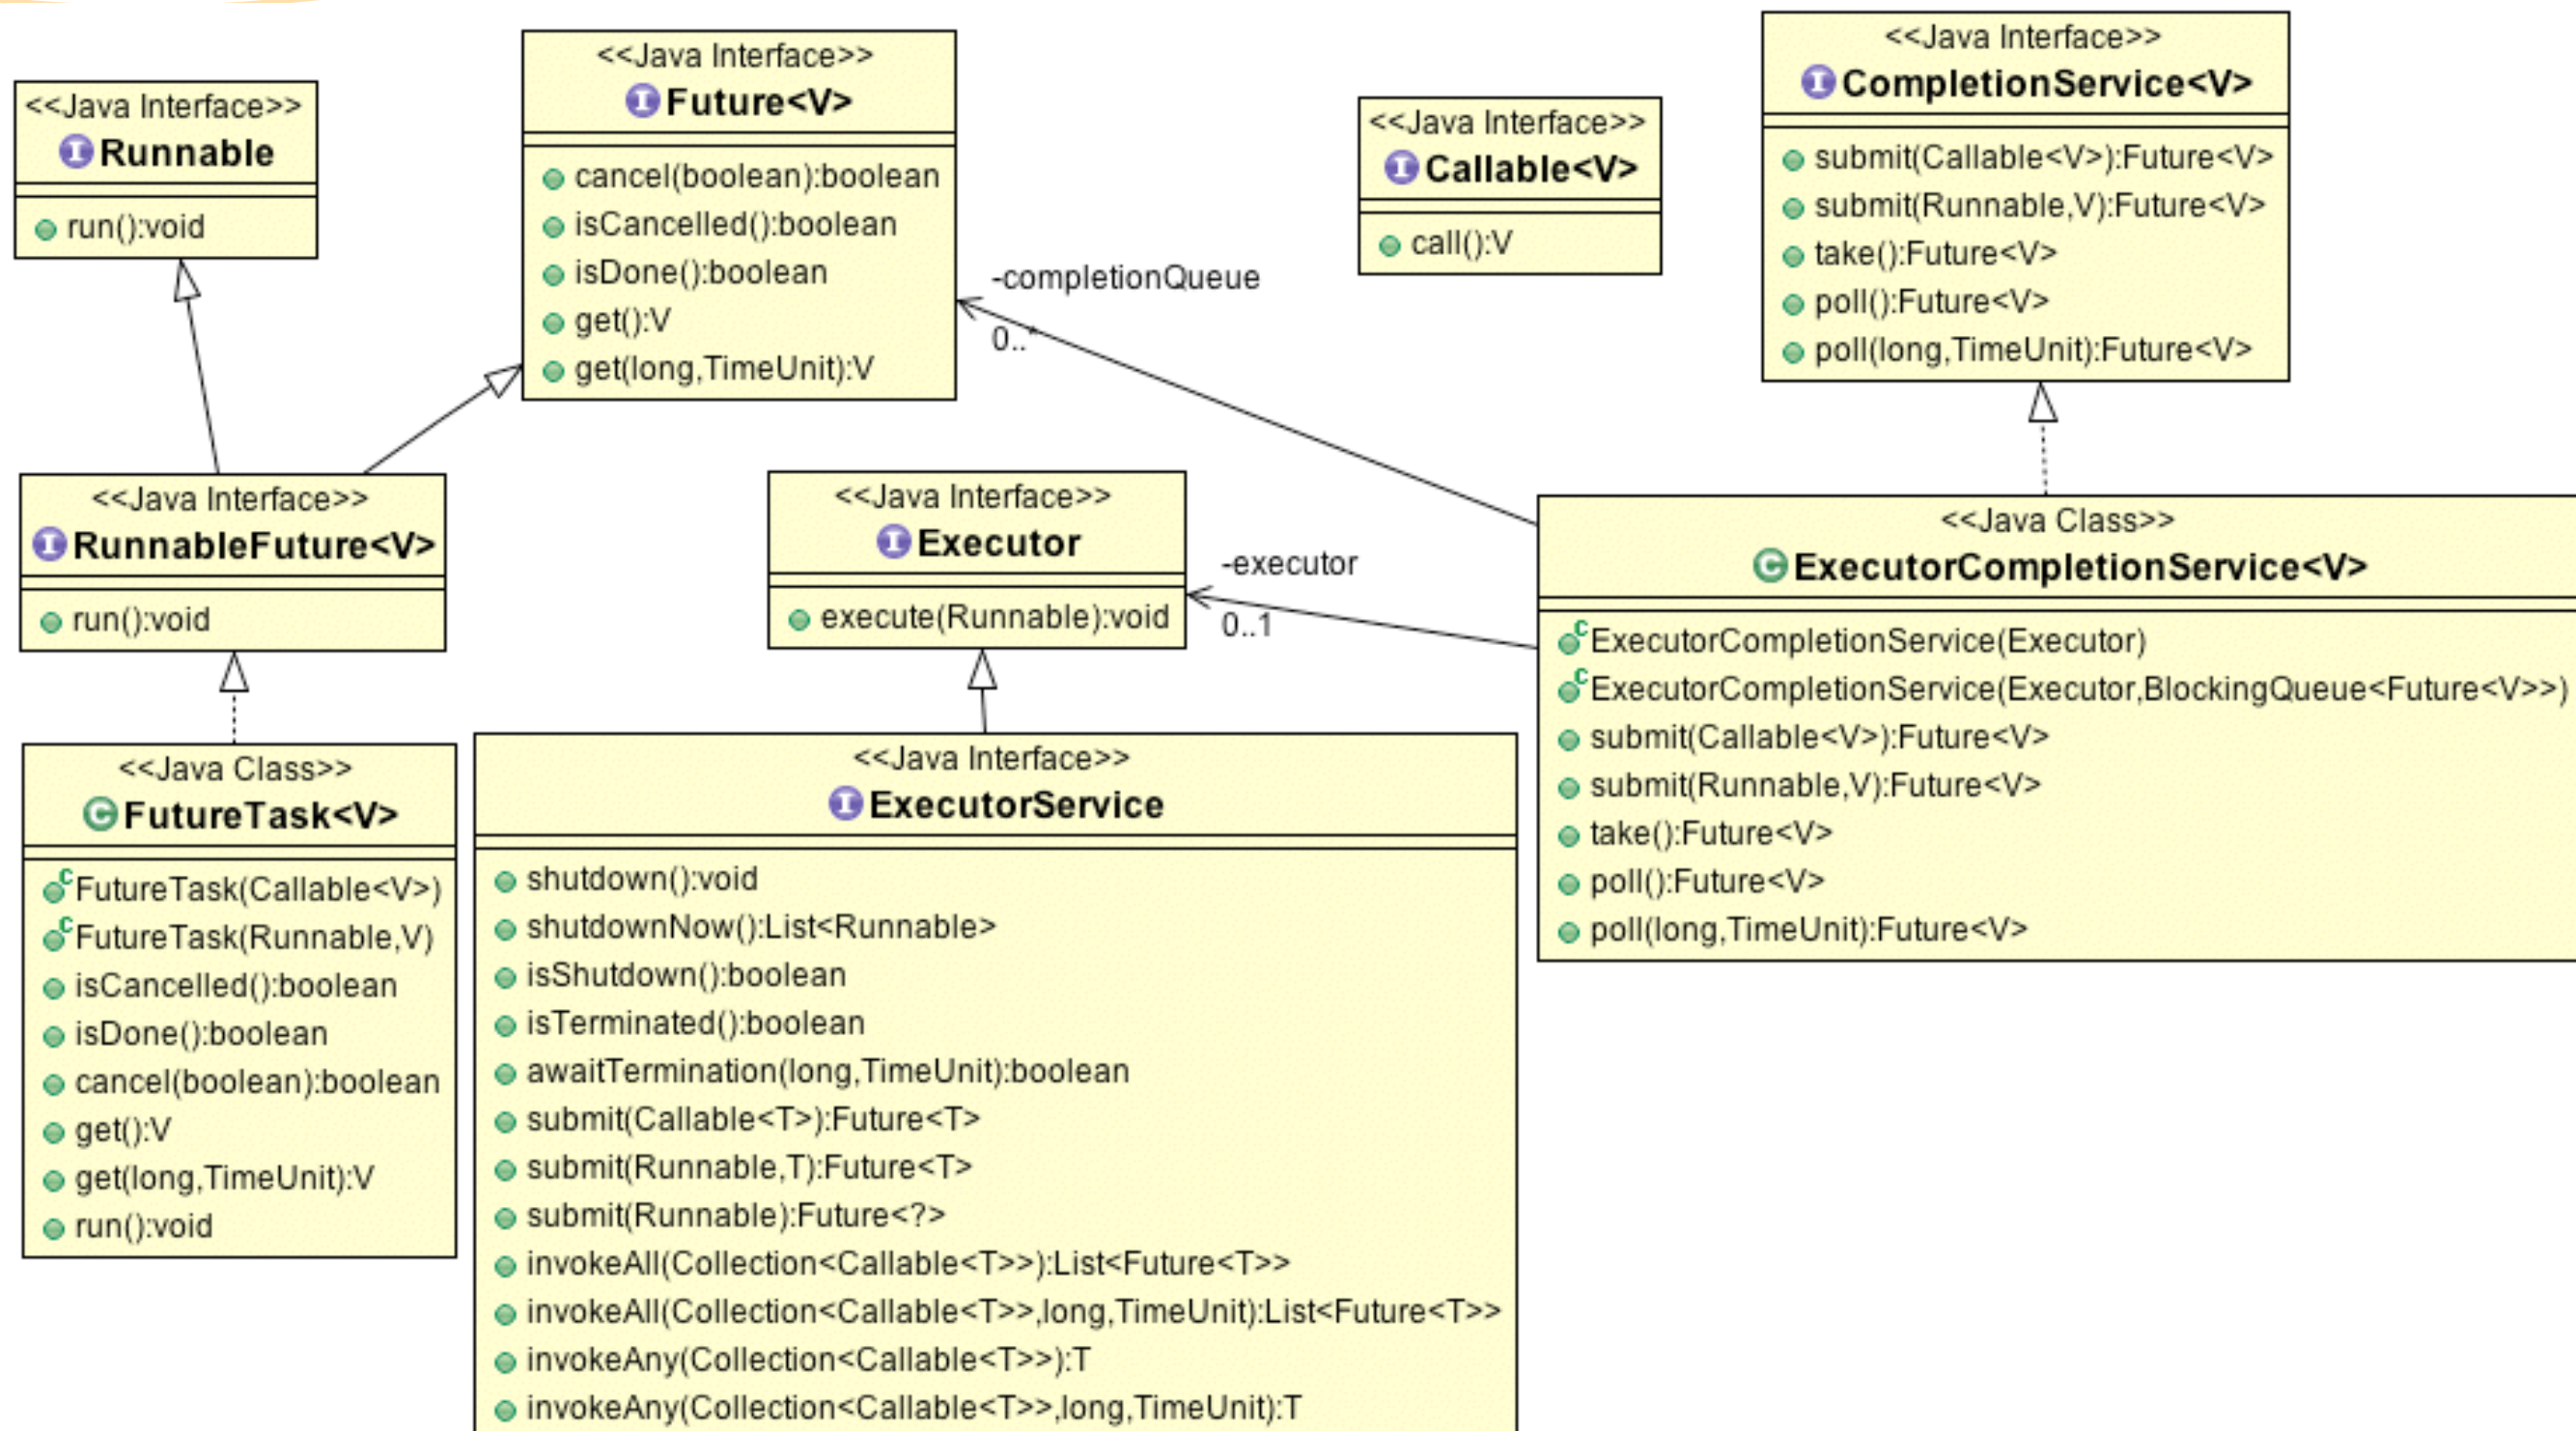 <<Java Interface>>
Runnable
run():void
<<Java Interface>>
Future<V>
cancel(boolean):boolean
isCancelled():boolean
isDone():boolean
get():V
get(long,TimeUnit):V
<<Java Interface>>
Callable<V>
call():V
<<Java Interface>>
CompletionService<V>
submit(Callable<V>):Future<V>
submit(Runnable,V):Future<V>
take():Future<V>
poll():Future<V>
poll(long,TimeUnit):Future<V>
-completionQueue
0..*
<<Java Interface>>
RunnableFuture<V>
run():void
<<Java Interface>>
Executor
execute(Runnable):void
-executor
0..1
<<Java Class>>
ExecutorCompletionService<V>
ExecutorCompletionService(Executor)
ExecutorCompletionService(Executor,BlockingQueue<Future<V>>)
submit(Callable<V>):Future<V>
submit(Runnable,V):Future<V>
take():Future<V>
poll():Future<V>
poll(long,TimeUnit):Future<V>
<<Java Class>>
FutureTask<V>
FutureTask(Callable<V>)
FutureTask(Runnable,V)
isCancelled():boolean
isDone():boolean
cancel(boolean):boolean
get():V
get(long,TimeUnit):V
run():void
<<Java Interface>>
ExecutorService
shutdown():void
shutdownNow():List<Runnable>
isShutdown():boolean
isTerminated():boolean
awaitTermination(long,TimeUnit):boolean
submit(Callable<T>):Future<T>
submit(Runnable,T):Future<T>
submit(Runnable):Future<?>
invokeAll(Collection<Callable<T>>):List<Future<T>>
invokeAll(Collection<Callable<T>>,long,TimeUnit):List<Future<T>>
invokeAny(Collection<Callable<T>>):T
invokeAny(Collection<Callable<T>>,long,TimeUnit):T